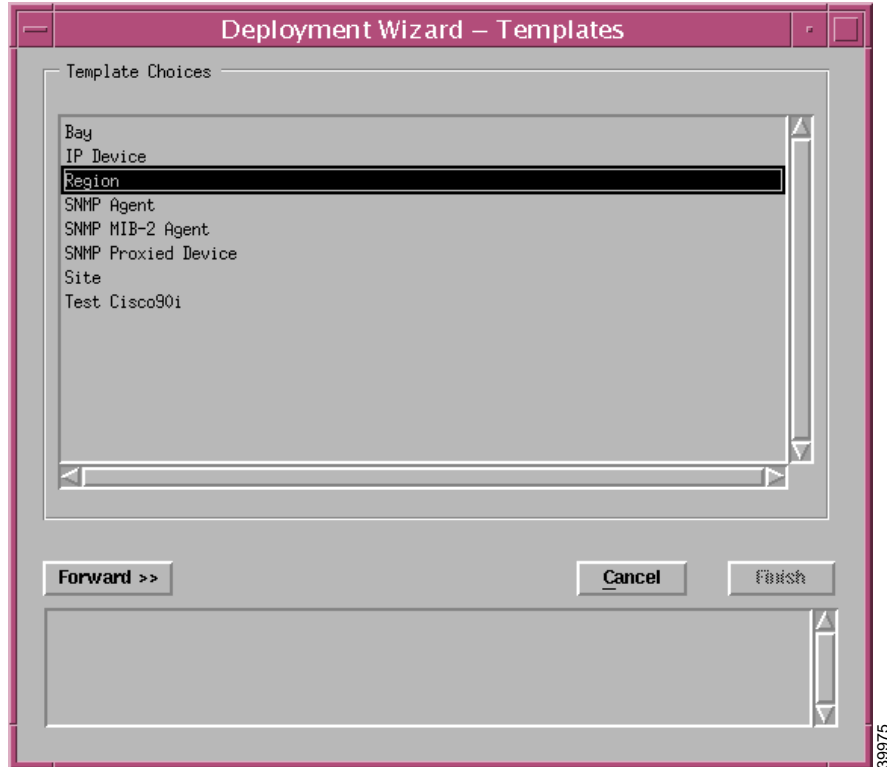 Deployment Wizard – Templates
Template Choices
Bay
IP Device
Region
SNMP Agent
SNMP MIB-2 Agent
SNMP Proxied Device
Site
Test Cisco90i
Forward >>
Cancel
Finish
39975